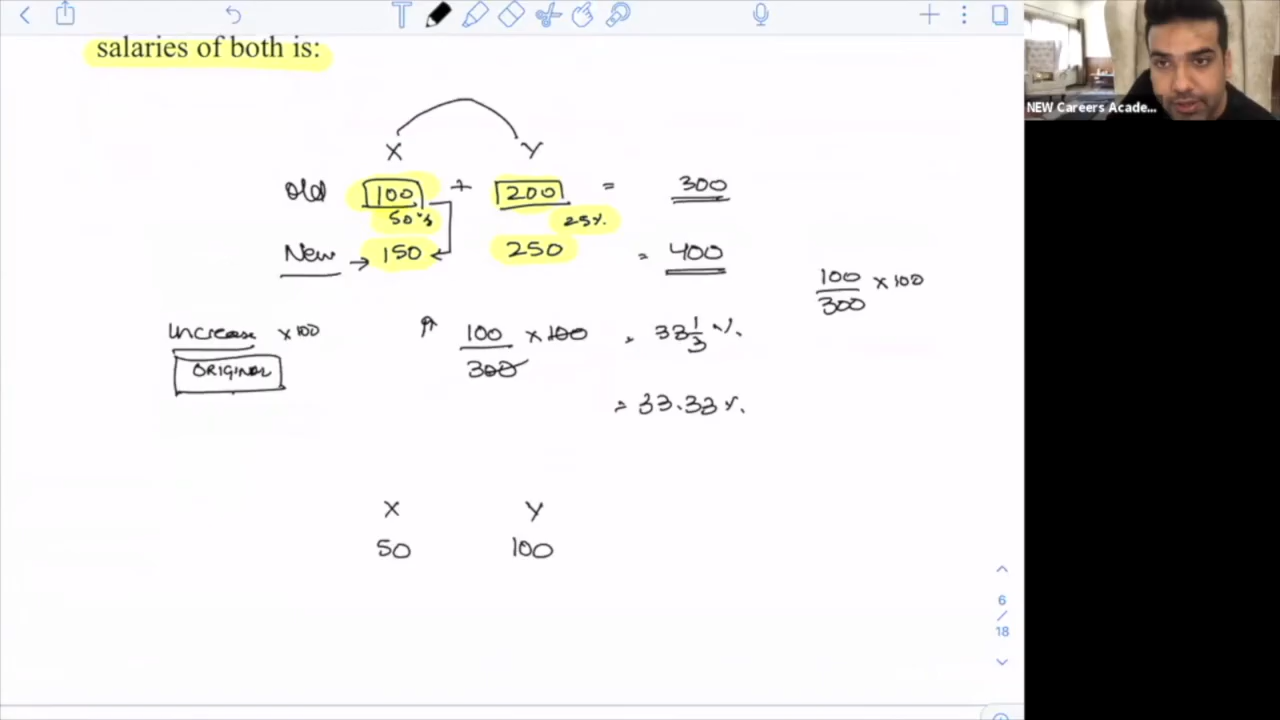 salaries of both is:
NEW Careers Acade...
X Y
Old 100 + 200 = 300
50% 25%
New → 150 250 = 400
100/300 × 100
Increase × 100
ORIGINAL
100/300 × 100 = 33 1/3 %
= 33.33%
X Y
50 100
6
/
18